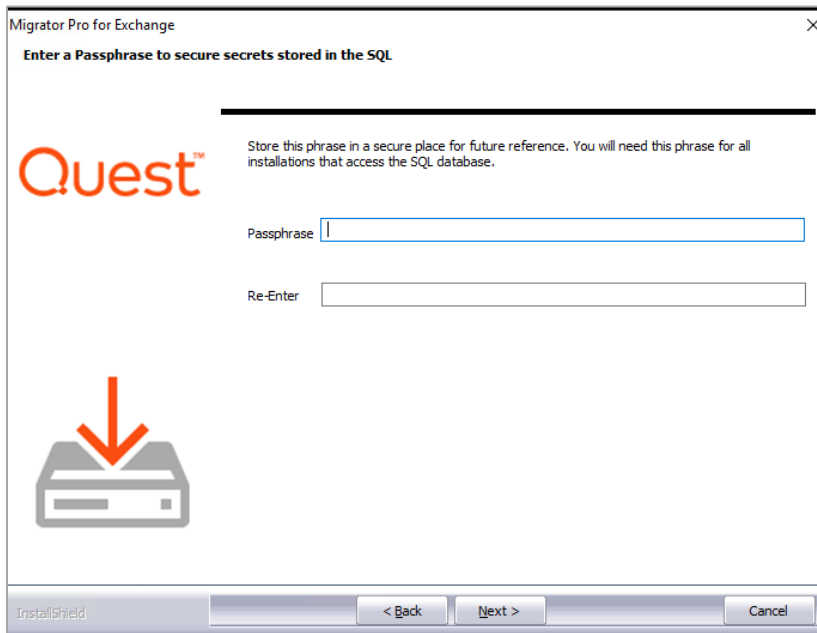 Migrator Pro for Exchange
Enter a Passphrase to secure secrets stored in the SQL
Quest™
Store this phrase in a secure place for future reference. You will need this phrase for all
installations that access the SQL database.
Passphrase
Re-Enter
InstallShield
< Back
Next >
Cancel